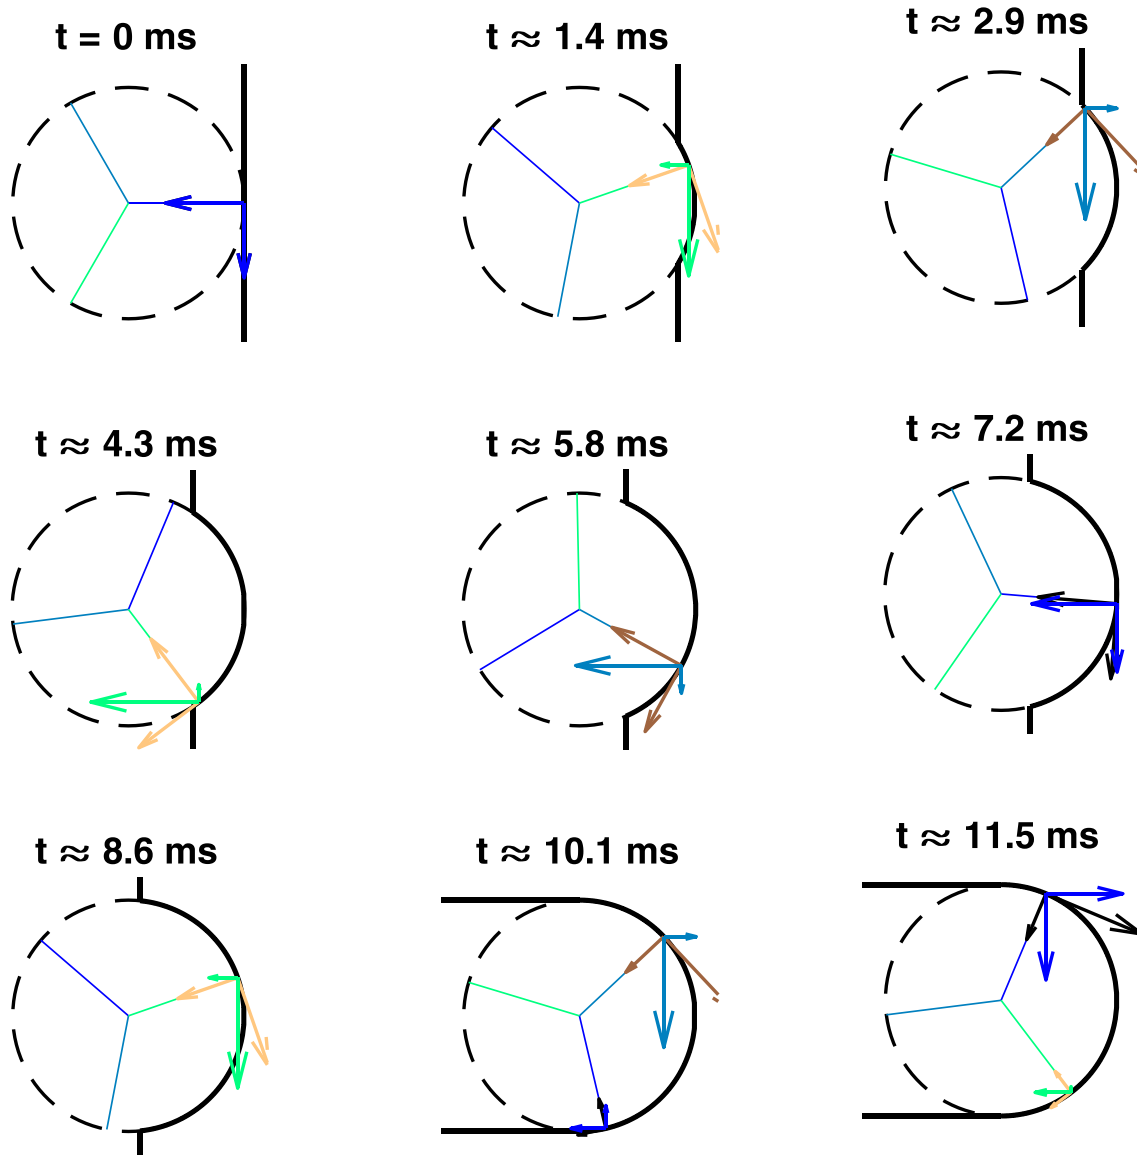 t = 0 ms
t ≈ 1.4 ms
t ≈ 2.9 ms
t ≈ 4.3 ms
t ≈ 5.8 ms
t ≈ 7.2 ms
t ≈ 8.6 ms
t ≈ 10.1 ms
t ≈ 11.5 ms